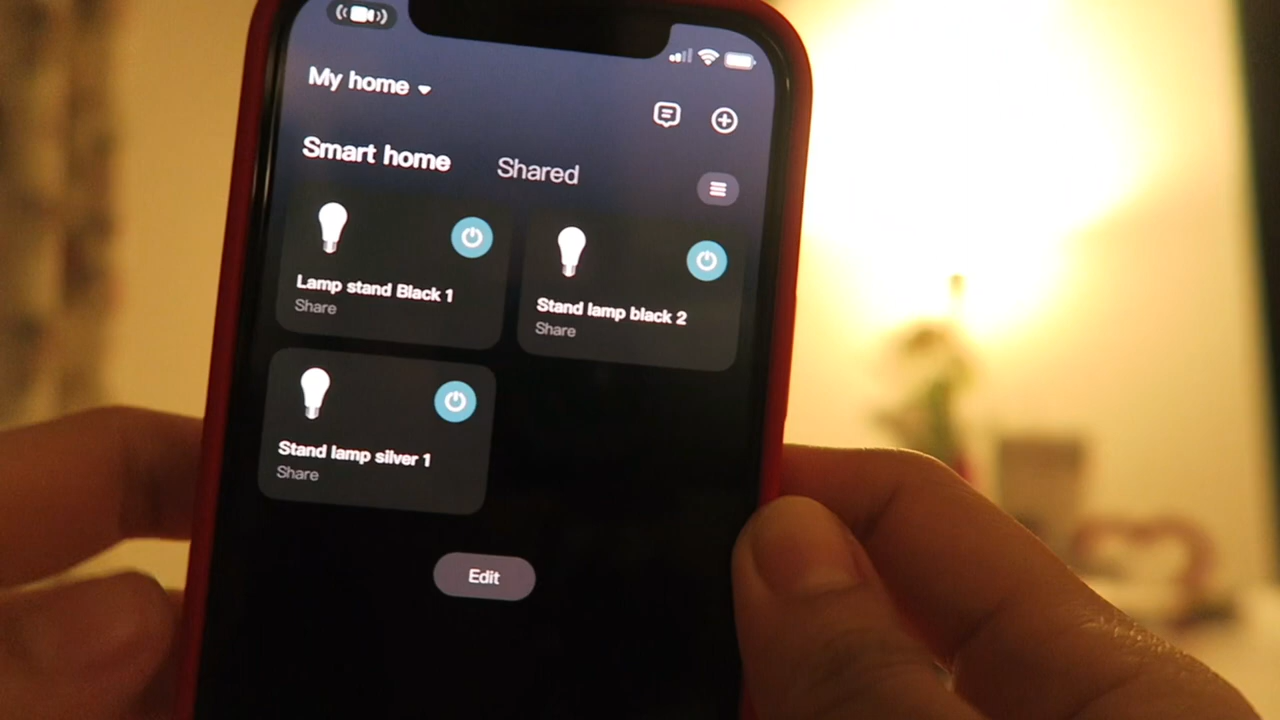 My home
Smart home
Shared
Lamp stand Black 1
Share
Stand lamp black 2
Share
Stand lamp silver 1
Share
Edit